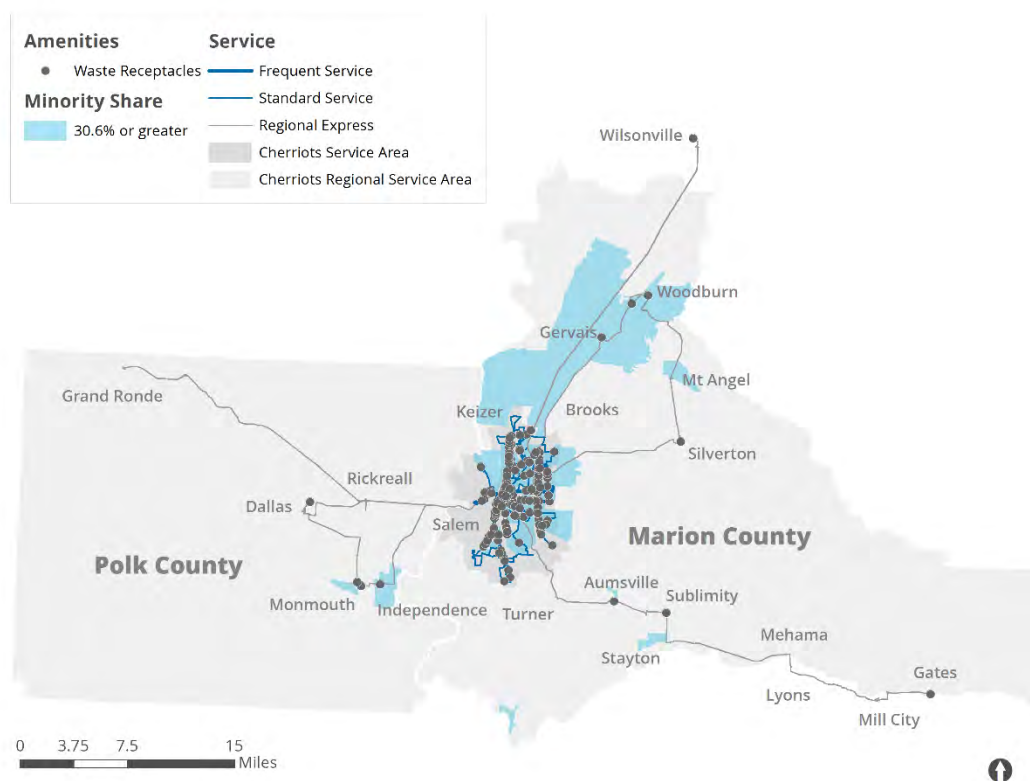 Amenities
Waste Receptacles
Minority Share
30.6% or greater
Service
Frequent Service
Standard Service
Regional Express
Cherriots Service Area
Cherriots Regional Service Area
Wilsonville
Woodburn
Gervais
Mt Angel
Grand Ronde
Keizer
Brooks
Silverton
Rickreall
Dallas
Salem
Marion County
Polk County
Aumsville
Sublimity
Monmouth
Independence
Turner
Mehama
Stayton
Gates
Lyons
Mill City
0 3.75 7.5 15
Miles